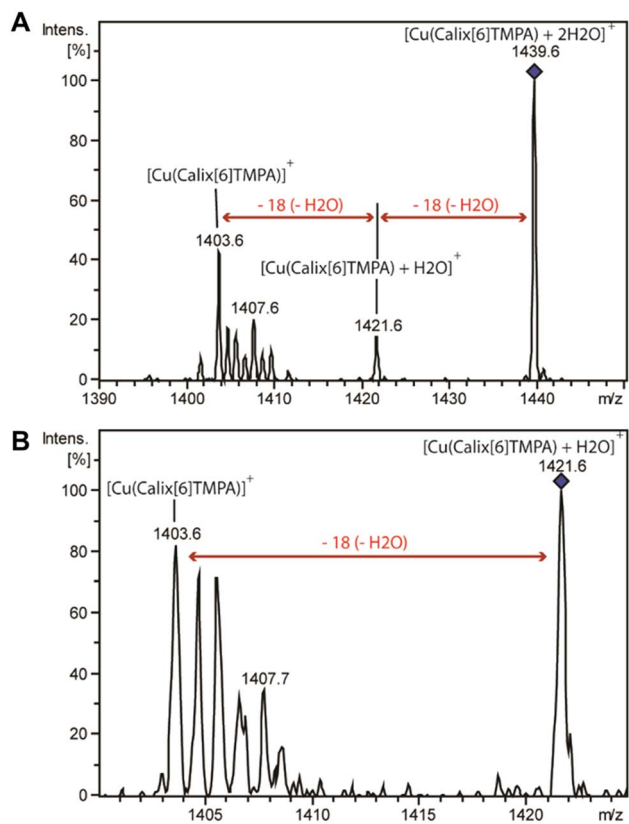 A
Intens.
[%]
[Cu(Calix[6]TMPA) + 2H2O]+
1439.6
100
80
[Cu(Calix[6]TMPA)]+
60
- 18 (- H2O)
- 18 (- H2O)
1403.6
[Cu(Calix[6]TMPA) + H2O]+
40
1407.6
1421.6
20
0
1390
1400
1410
1420
1430
1440
m/z
B
Intens.
[%]
[Cu(Calix[6]TMPA) + H2O]+
1421.6
[Cu(Calix[6]TMPA)]+
100
1403.6
- 18 (- H2O)
80
60
40
1407.7
20
0
1405
1410
1415
1420
m/z